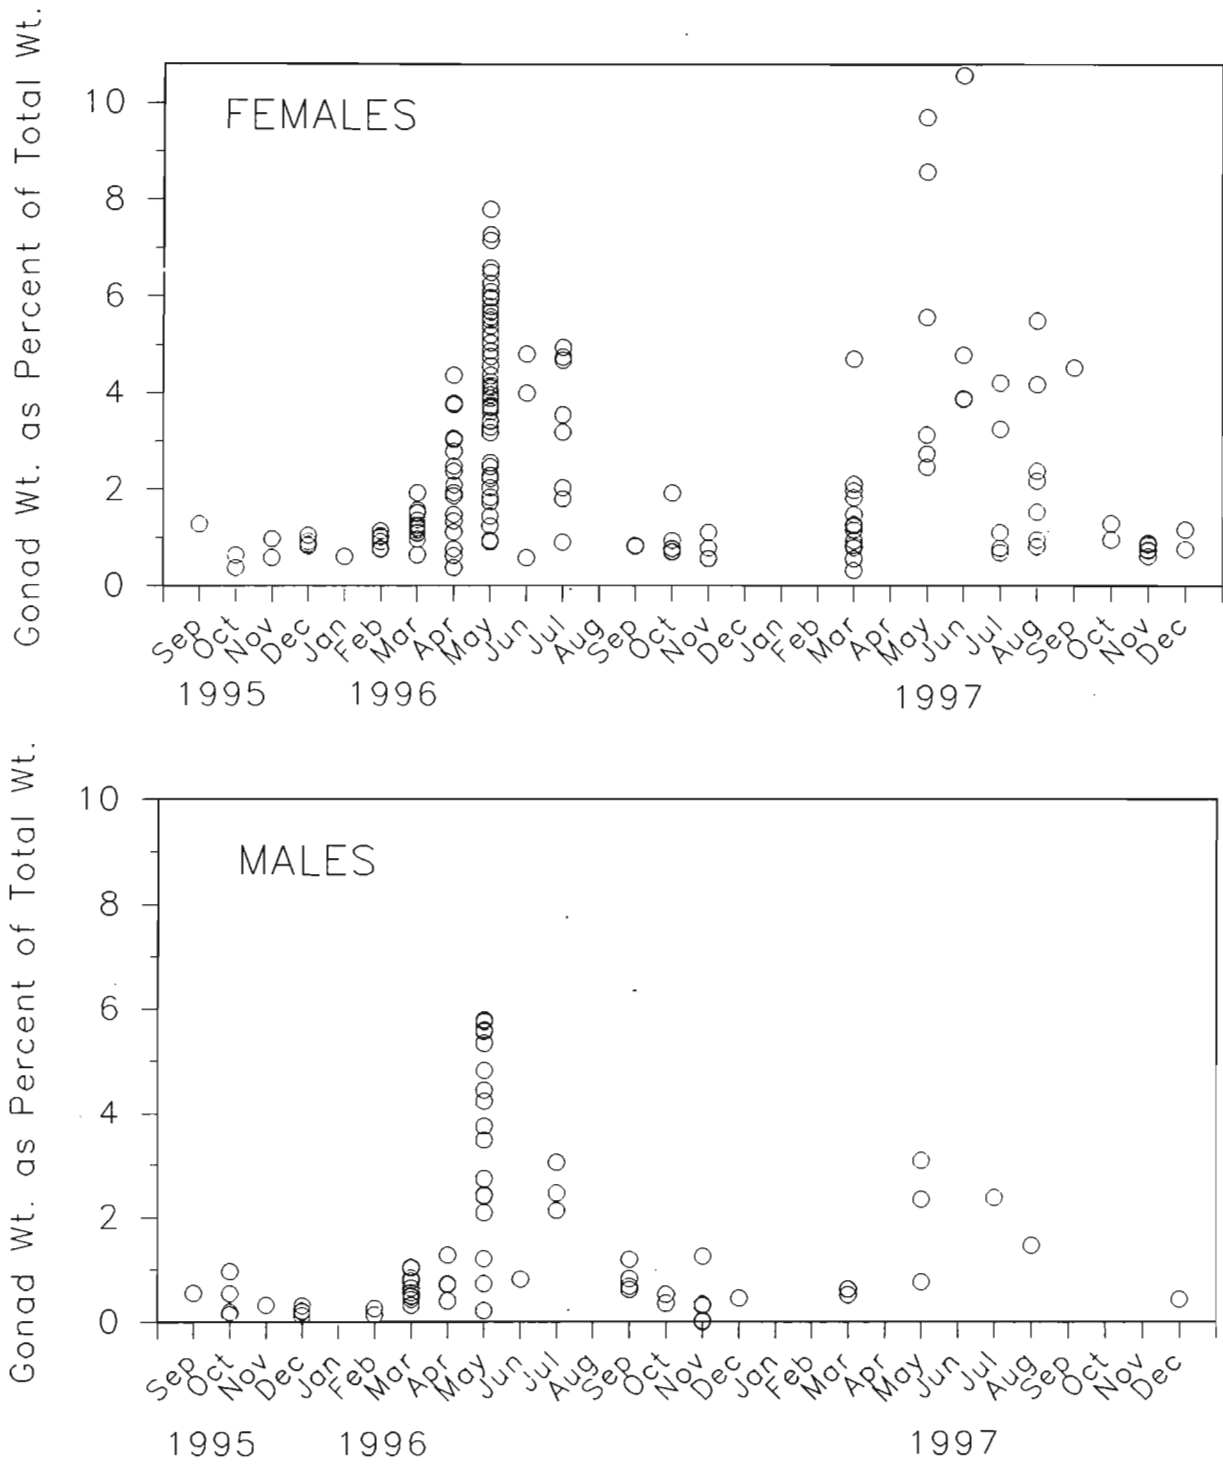 Gonad Wt. as Percent of Total Wt.
FEMALES
10
8
6
4
2
0
Sep Oct Nov Dec Jan Feb Mar Apr May Jun Jul Aug Sep Oct Nov Dec Jan Feb Mar Apr May Jun Jul Aug Sep Oct Nov Dec
1995 1996 1997
Gonad Wt. as Percent of Total Wt.
MALES
10
8
6
4
2
0
Sep Oct Nov Dec Jan Feb Mar Apr May Jun Jul Aug Sep Oct Nov Dec Jan Feb Mar Apr May Jun Jul Aug Sep Oct Nov Dec
1995 1996 1997